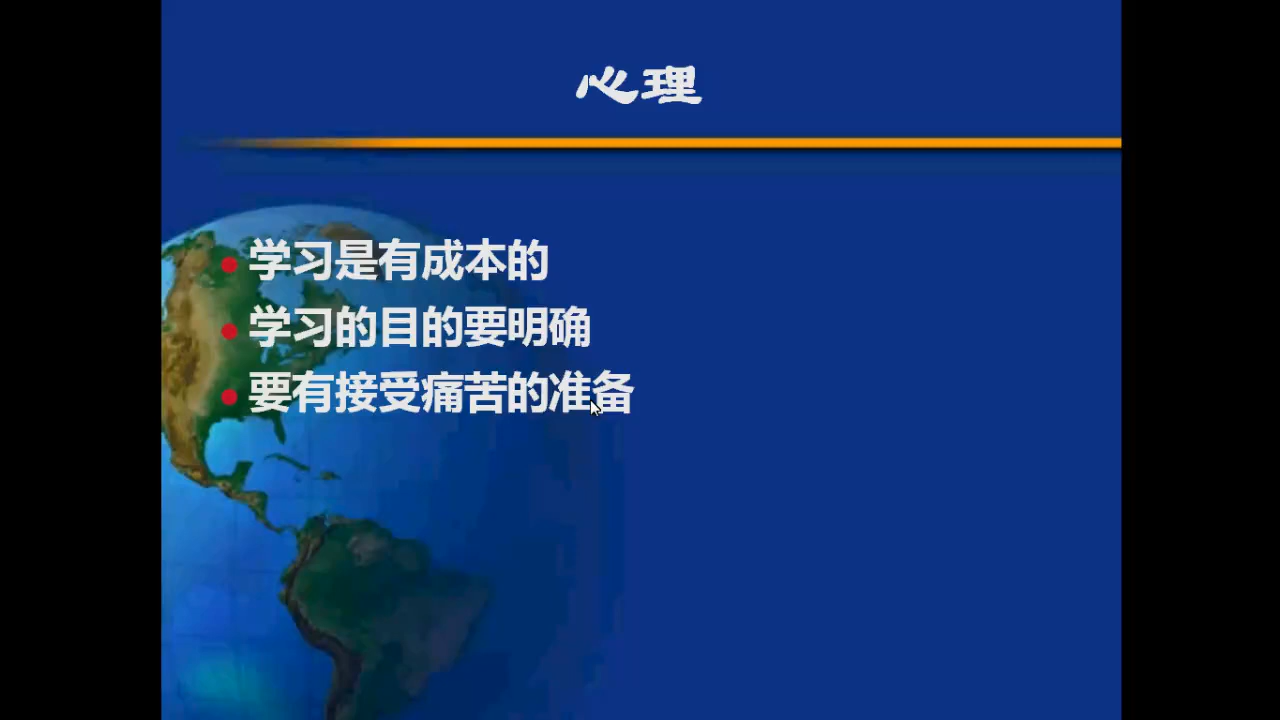 心理
学习是有成本的
学习的目的要明确
要有接受痛苦的准备